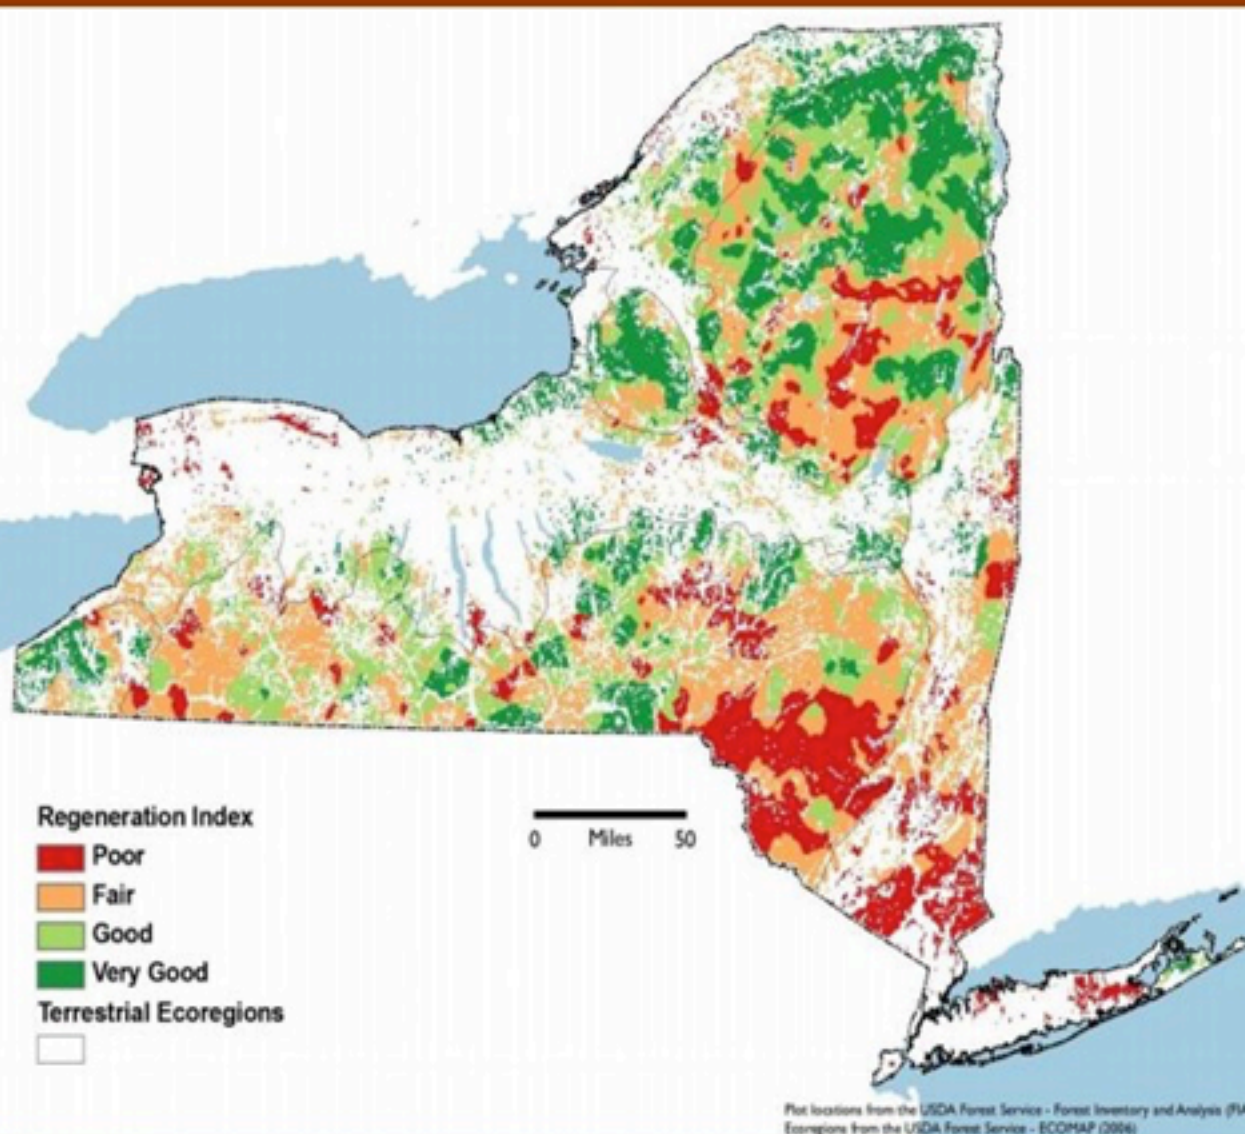 Regeneration Index
Poor
Fair
Good
Very Good
Terrestrial Ecoregions
0 Miles 50
Plot locations from the USDA Forest Service - Forest Inventory and Analysis (FIA
Ecoregions from the USDA Forest Service - ECOMAP (2006)